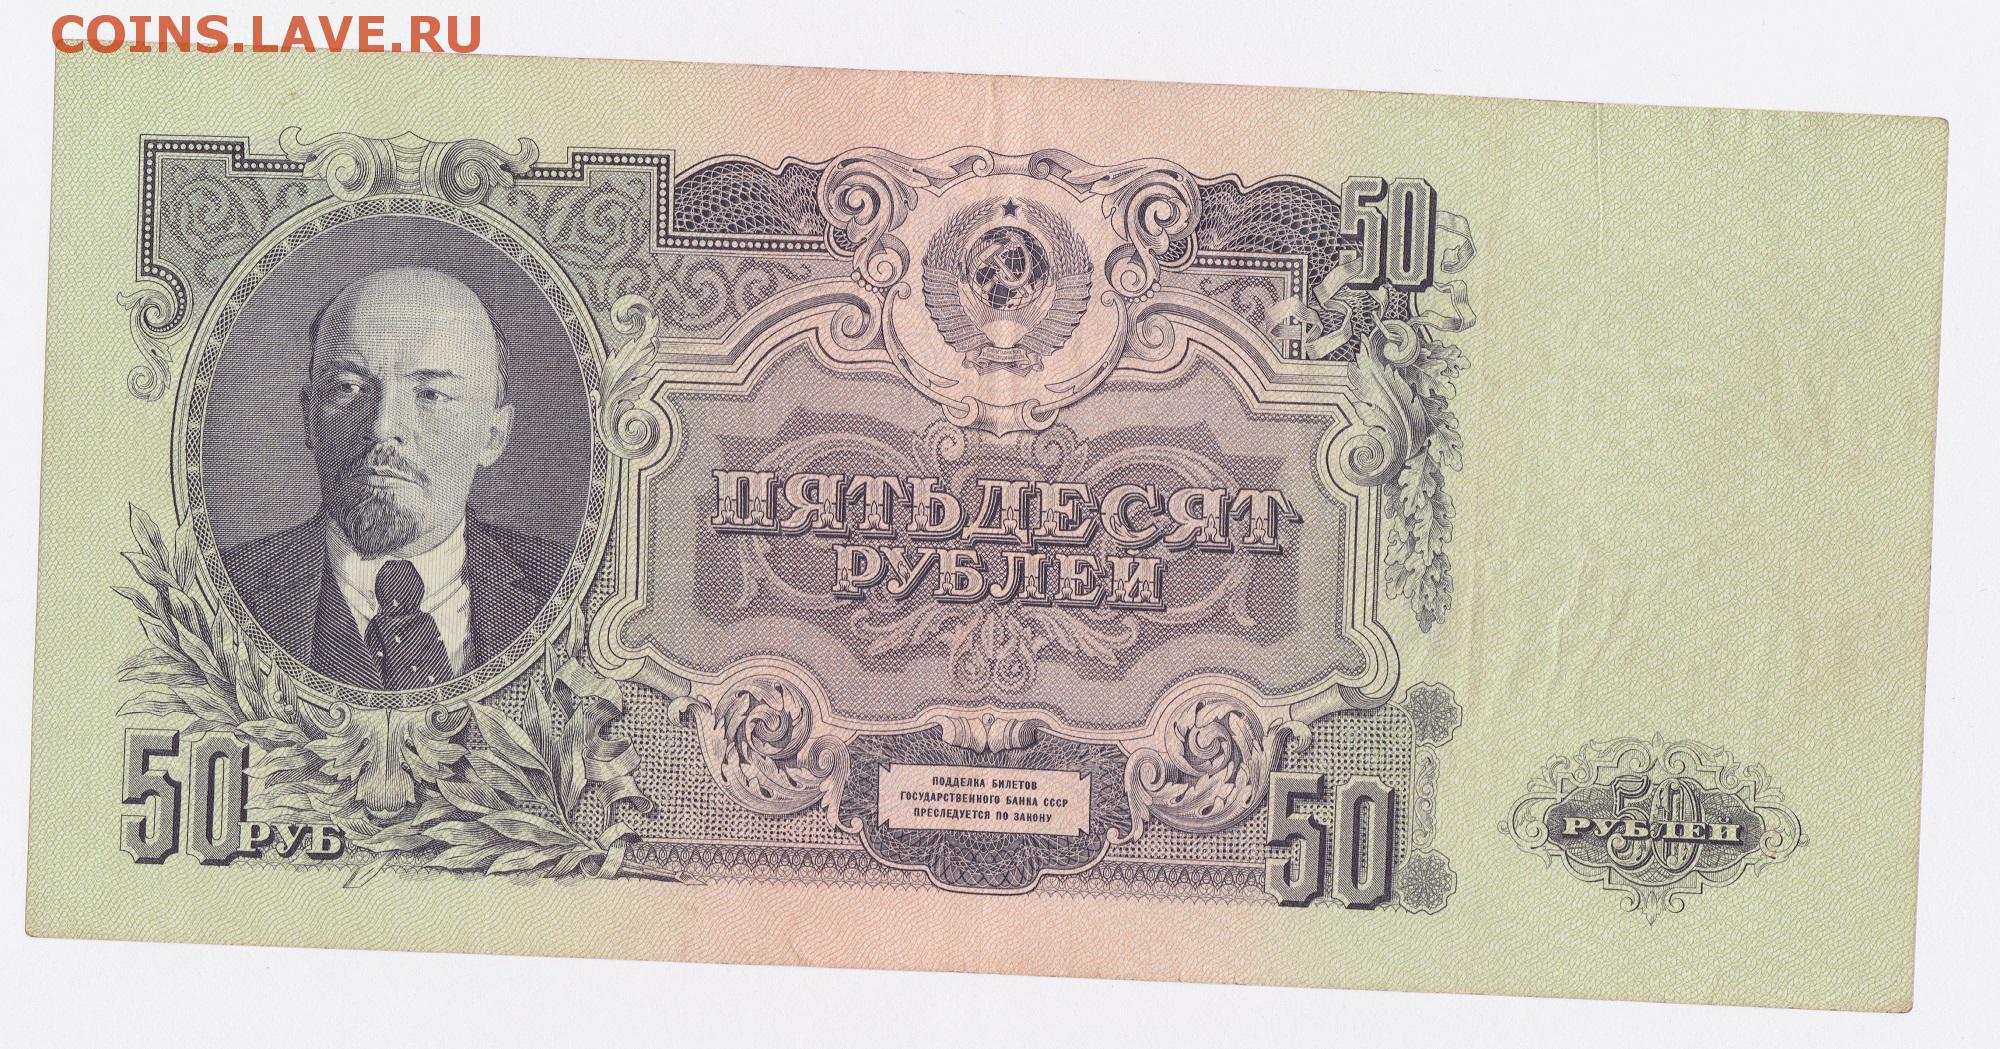 COINS.LAVE.RU
50
ПЯТЬДЕСЯТ
РУБЛЕЙ
50 РУБ
ПОДДЕЛКА БИЛЕТОВ
ГОСУДАРСТВЕННОГО БАНКА СССР
ПРЕСЛЕДУЕТСЯ ПО ЗАКОНУ
50
50
РУБЛЕЙ